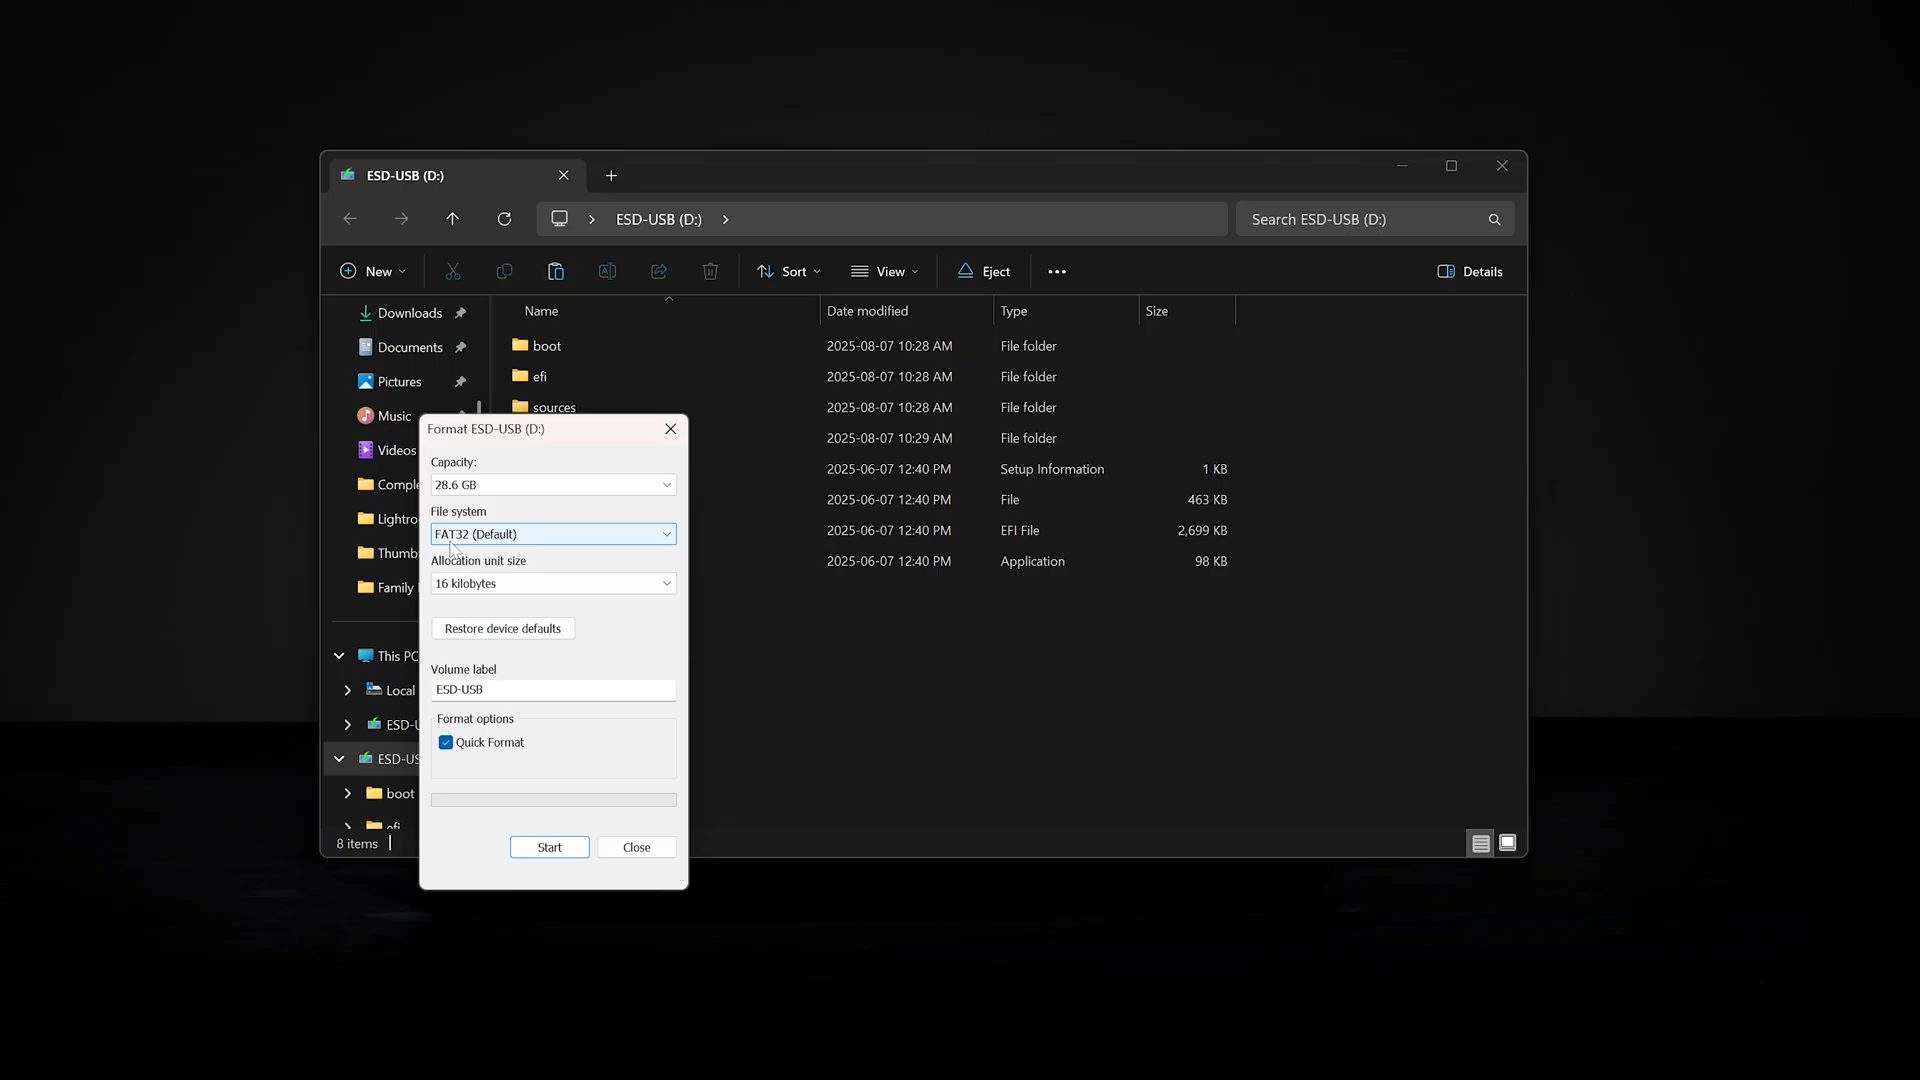 ESD-USB (D:)
ESD-USB (D:)
Search ESD-USB (D:)
New
Sort
View
Eject
Details
Downloads
Documents
Pictures
Music
Videos
Comple
Lightro
Thumb
Family
This PC
Local
ESD-U
ESD-US
boot
efi
Name
Date modified
Type
Size
boot 2025-08-07 10:28 AM File folder
efi 2025-08-07 10:28 AM File folder
sources 2025-08-07 10:28 AM File folder
2025-08-07 10:29 AM File folder
2025-06-07 12:40 PM Setup Information 1 KB
2025-06-07 12:40 PM File 463 KB
2025-06-07 12:40 PM EFI File 2,699 KB
2025-06-07 12:40 PM Application 98 KB
8 items
Format ESD-USB (D:)
Capacity:
28.6 GB
File system
FAT32 (Default)
Allocation unit size
16 kilobytes
Restore device defaults
Volume label
ESD-USB
Format options
Quick Format
Start
Close